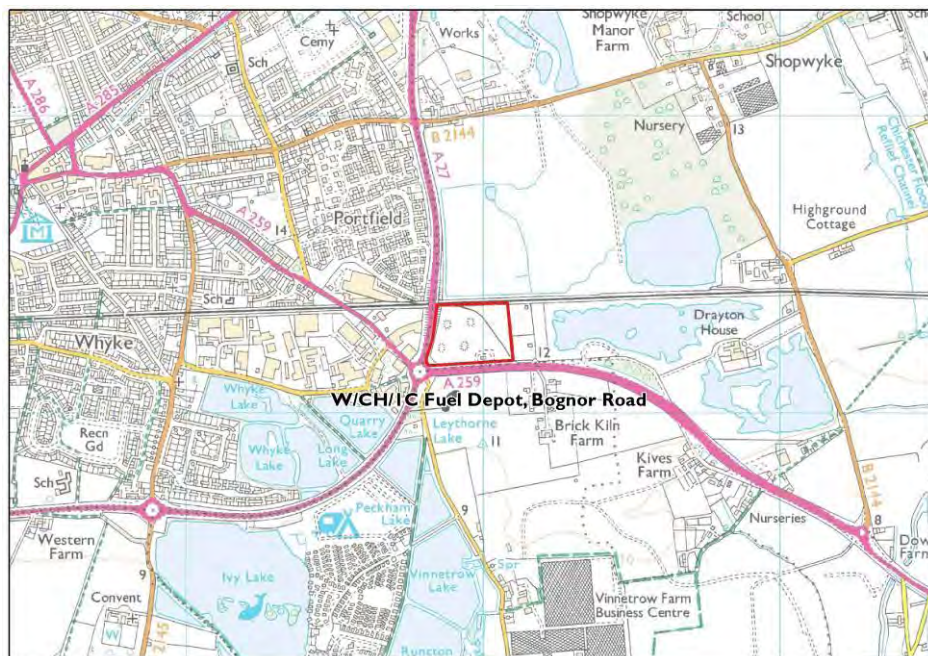 Cemy
Works
Shopwyke
Manor
Farm
School
Shopwyke
Sch
A 286
A 285
B 2144
A 27
Nursery
13
Chichester Flood
Relief Channel
Portfield
A 259
14
Highground
Cottage
M
Sch
Whyke
Drayton
House
12
A 259
W/CH/1C Fuel Depot, Bognor Road
Whyke
Lake
Quarry
Lake
Leythorne
Lake
11
Brick Kiln
Farm
Recn
Gd
Whyke
Lake
Long
Lake
Kives
Farm
B 2144
Sch
Peckham
Lake
9
Nurseries
8
Western
Farm
Ivy Lake
Vinnetrow
Lake
Spr
10
Vinnetrow Farm
Business Centre
9
Convent
W
2145
Runcton